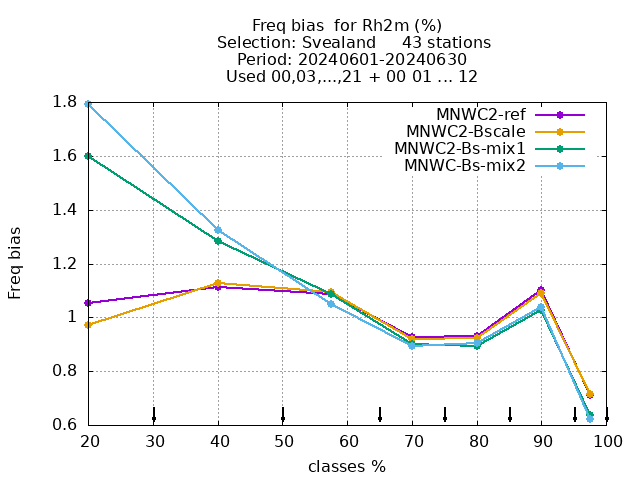 Freq bias  for Rh2m (%)
Selection: Svealand     43 stations
Period: 20240601-20240630
Used 00,03,...,21 + 00 01 ... 12
MNWC2-ref
MNWC2-Bscale
MNWC2-Bs-mix1
MNWC-Bs-mix2
Freq bias
1.8
1.6
1.4
1.2
1
0.8
0.6
20 30 40 50 60 70 80 90 100
classes %